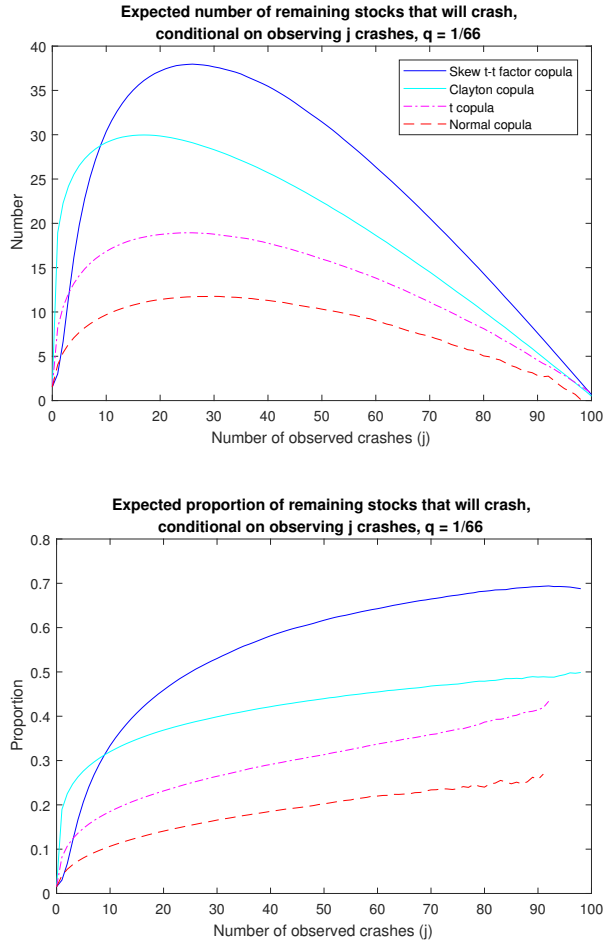 Expected number of remaining stocks that will crash,
conditional on observing j crashes, q = 1/66
40
35
30
25
20
15
10
5
0
Number
Skew t-t factor copula
Clayton copula
t copula
Normal copula
0 10 20 30 40 50 60 70 80 90 100
Number of observed crashes (j)
Expected proportion of remaining stocks that will crash,
conditional on observing j crashes, q = 1/66
0.8
0.7
0.6
0.5
0.4
0.3
0.2
0.1
0
Proportion
0 10 20 30 40 50 60 70 80 90 100
Number of observed crashes (j)